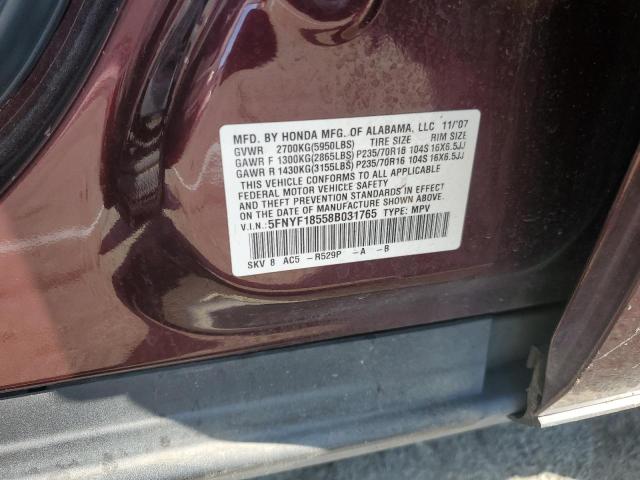 MFD. BY HONDA MFG. OF ALABAMA, LLC 11/'07
GVWR 2700KG(5950LBS) TIRE SIZE RIM SIZE
GAWR F 1300KG(2865LBS) P235/70R16 104S 16X6.5JJ
GAWR R 1430KG(3155LBS) P235/70R16 104S 16X6.5JJ
THIS VEHICLE CONFORMS TO ALL APPLICABLE
FEDERAL MOTOR VEHICLE SAFETY
AND THEFT PREVENTION STANDARDS IN EFFECT
ON THE DATE OF MANUFACTURE SHOWN ABOVE.
V.I.N.: 5FNYF18558B031765 TYPE: MPV
SKV 8 AC5 -R529P -A -B